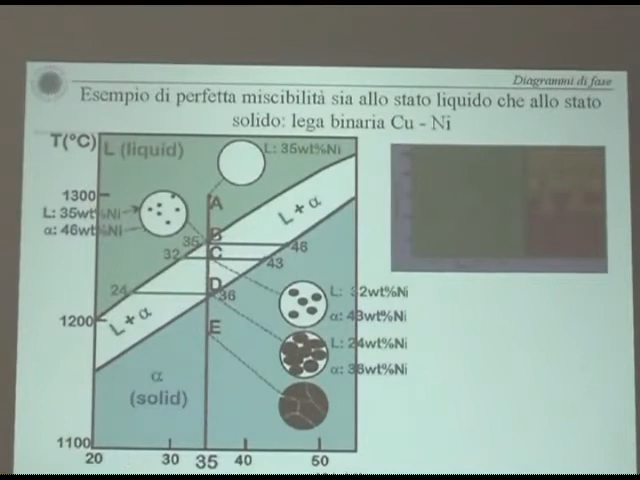 Diagrammi di fase
Esempio di perfetta miscibilità sia allo stato liquido che allo stato
solido: lega binaria Cu - Ni
T(°C)
L (liquid)
L: 35wt%Ni
1300
A
L: 35wt%Ni
α: 46wt%Ni
L + α
35
B
46
32
C
43
24
D
36
L: 32wt%Ni
α: 43wt%Ni
1200
L + α
E
L: 24wt%Ni
α: 36wt%Ni
α
(solid)
1100
20
30
35
40
50